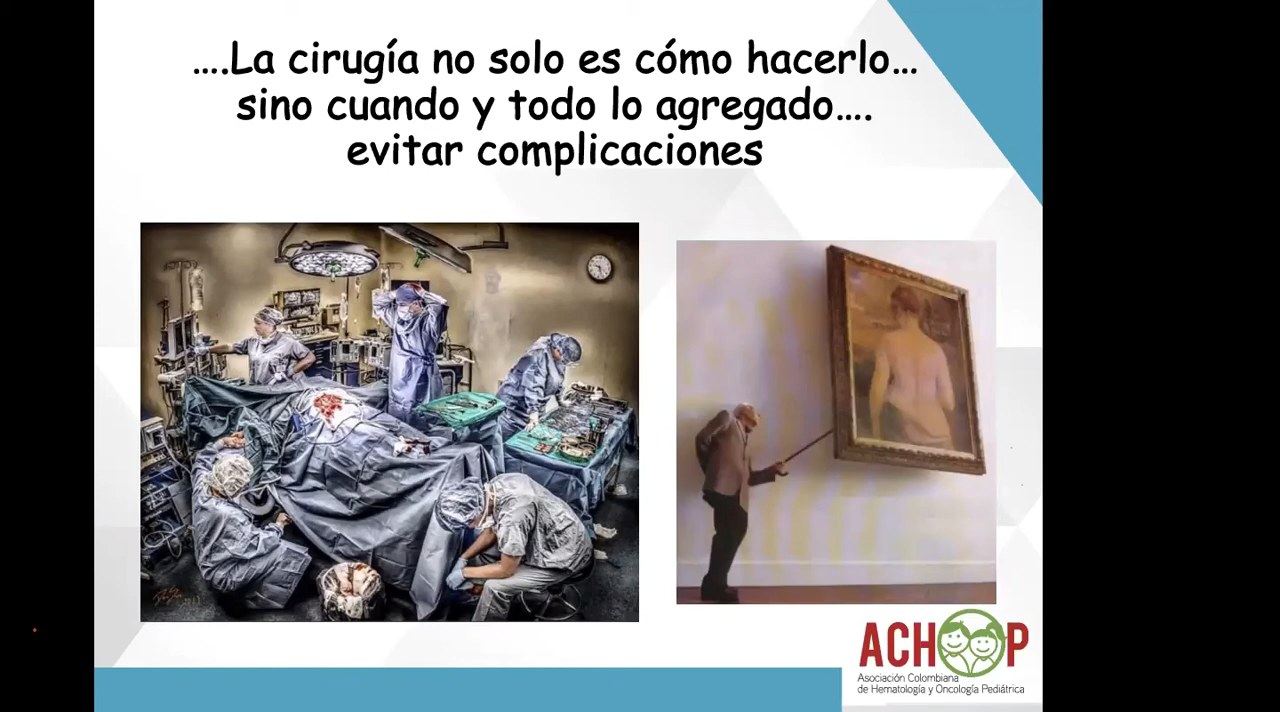 ....La cirugía no solo es cómo hacerlo...
sino cuando y todo lo agregado....
evitar complicaciones
ACHOP
Asociación Colombiana
de Hematología y Oncología Pediátrica